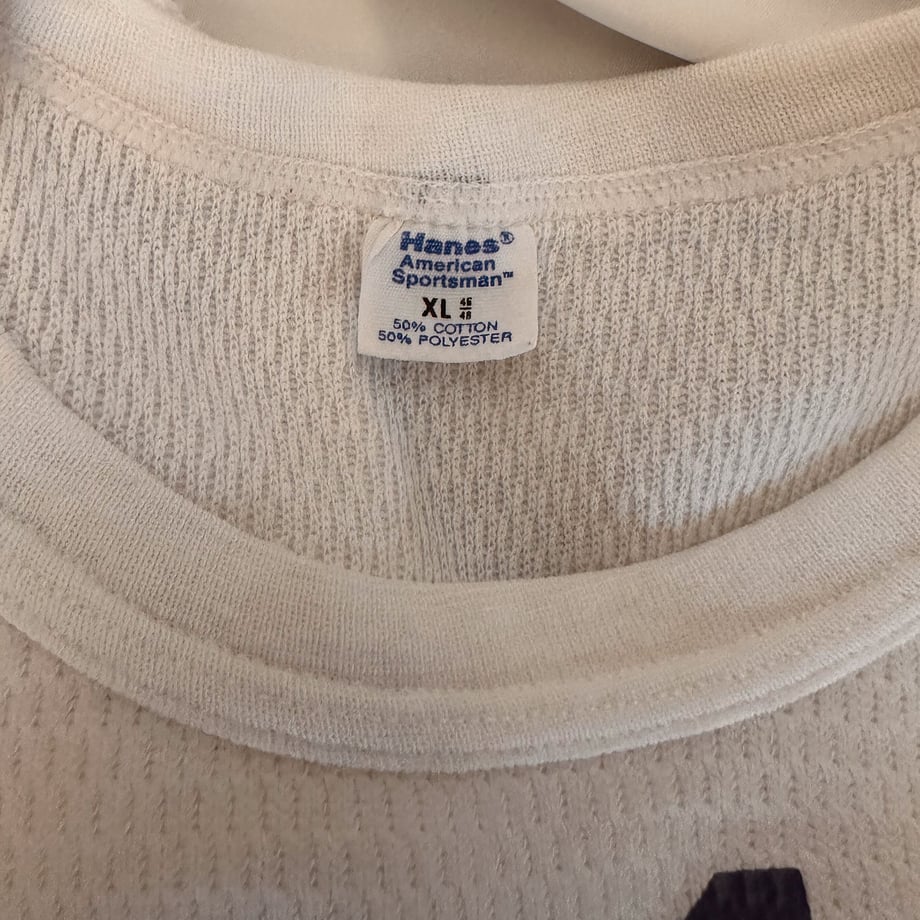 Hanes®
American
Sportsman™
XL 46/48
50% COTTON
50% POLYESTER